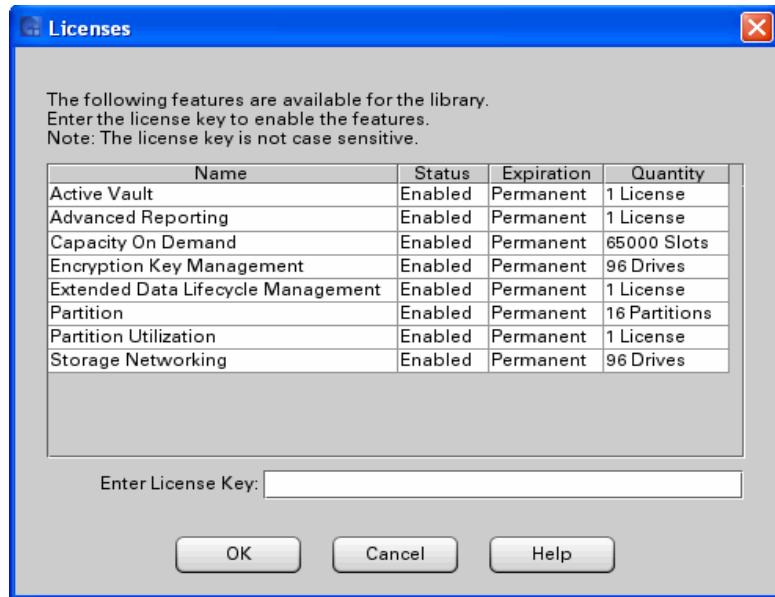 Licenses
The following features are available for the library.
Enter the license key to enable the features.
Note: The license key is not case sensitive.
Name Status Expiration Quantity
Active Vault Enabled Permanent 1 License
Advanced Reporting Enabled Permanent 1 License
Capacity On Demand Enabled Permanent 65000 Slots
Encryption Key Management Enabled Permanent 96 Drives
Extended Data Lifecycle Management Enabled Permanent 1 License
Partition Enabled Permanent 16 Partitions
Partition Utilization Enabled Permanent 1 License
Storage Networking Enabled Permanent 96 Drives
Enter License Key:
OK Cancel Help